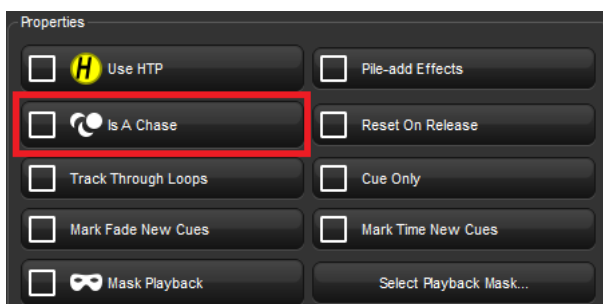 Properties
H Use HTP
Pile-add Effects
Is A Chase
Reset On Release
Track Through Loops
Cue Only
Mark Fade New Cues
Mark Time New Cues
Mask Playback
Select Playback Mask...